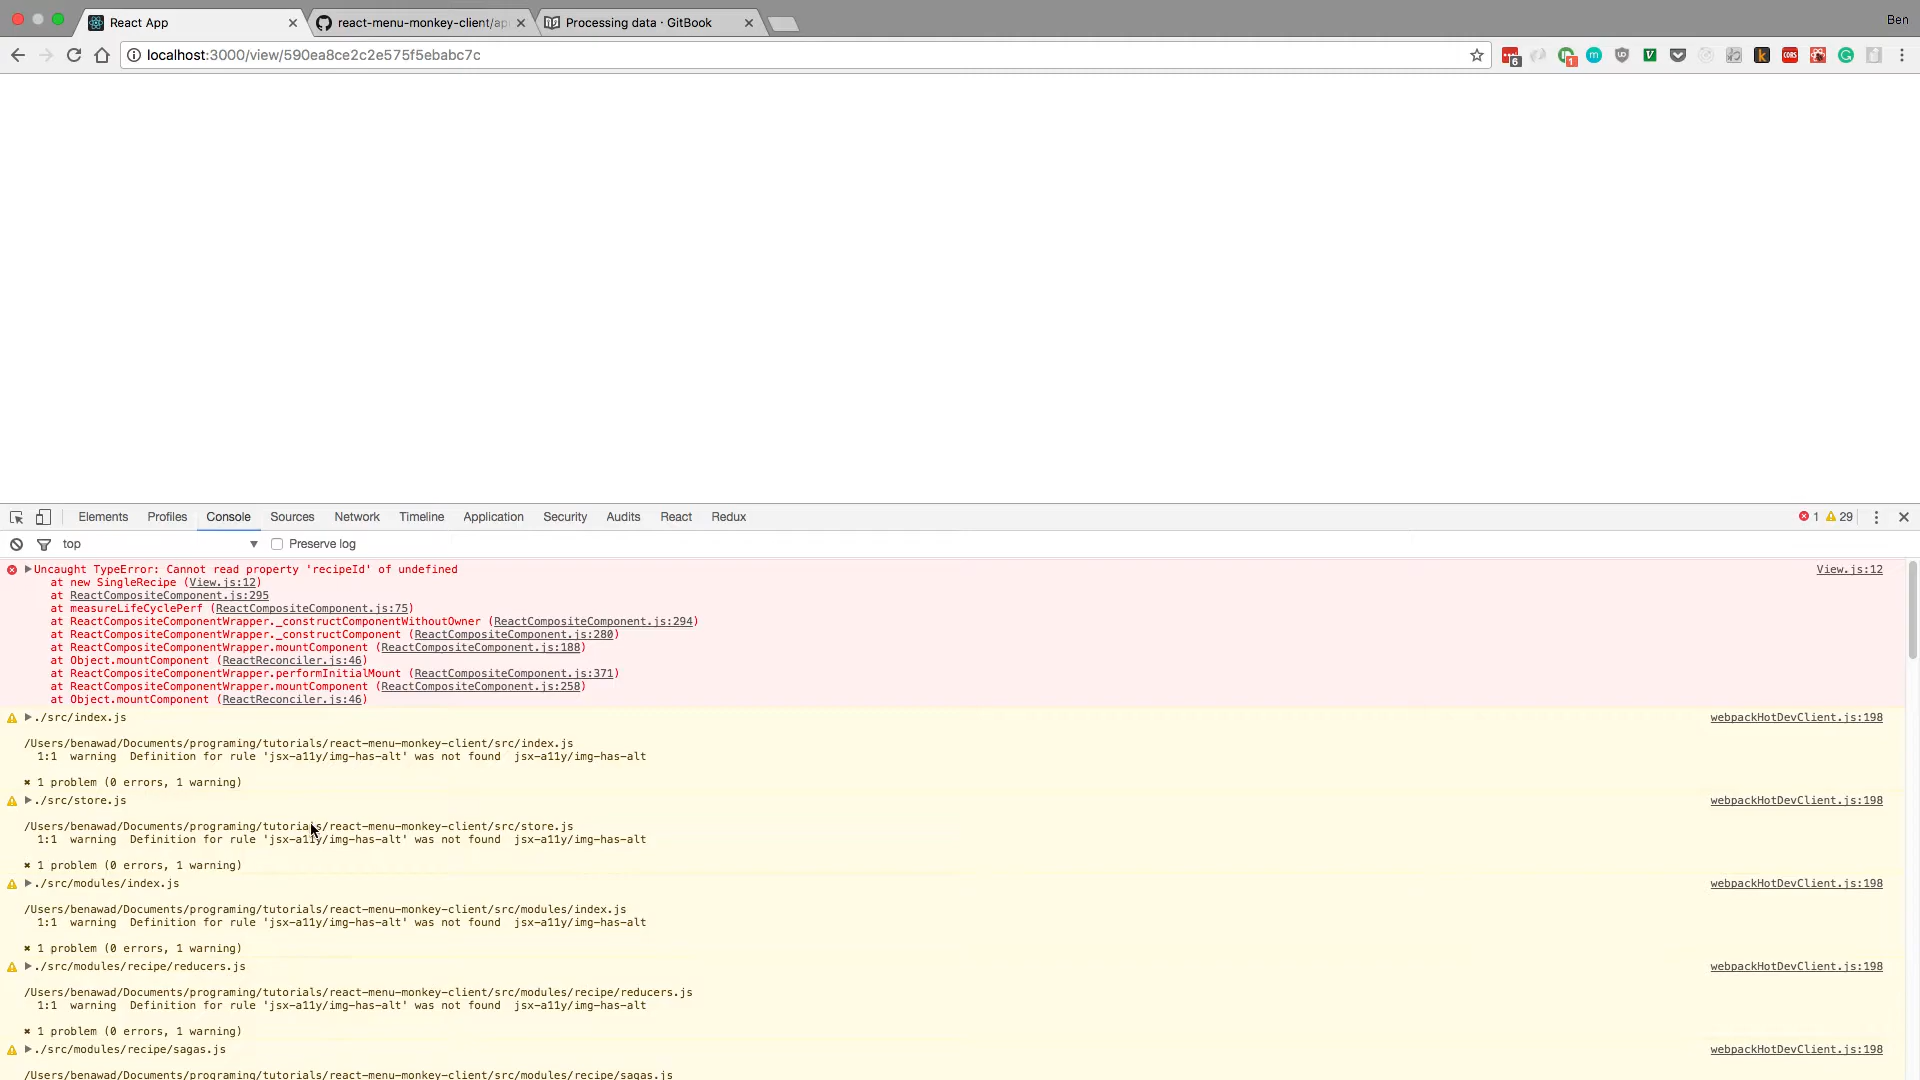 React App
react-menu-monkey-client/ap
Processing data · GitBook
Ben
localhost:3000/view/590ea8ce2c2e575f5ebabc7c
6
1
m
V
k
CORS
Elements
Profiles
Console
Sources
Network
Timeline
Application
Security
Audits
React
Redux
1
29
top
Preserve log
Uncaught TypeError: Cannot read property 'recipeId' of undefined
View.js:12
at new SingleRecipe (View.js:12)
at ReactCompositeComponent.js:295
at measureLifeCyclePerf (ReactCompositeComponent.js:75)
at ReactCompositeComponentWrapper._constructComponentWithoutOwner (ReactCompositeComponent.js:294)
at ReactCompositeComponentWrapper._constructComponent (ReactCompositeComponent.js:280)
at ReactCompositeComponentWrapper.mountComponent (ReactCompositeComponent.js:188)
at Object.mountComponent (ReactReconciler.js:46)
at ReactCompositeComponentWrapper.performInitialMount (ReactCompositeComponent.js:371)
at ReactCompositeComponentWrapper.mountComponent (ReactCompositeComponent.js:258)
at Object.mountComponent (ReactReconciler.js:46)
./src/index.js
webpackHotDevClient.js:198
/Users/benawad/Documents/programing/tutorials/react-menu-monkey-client/src/index.js
1:1 warning Definition for rule 'jsx-a11y/img-has-alt' was not found jsx-a11y/img-has-alt
✖ 1 problem (0 errors, 1 warning)
./src/store.js
webpackHotDevClient.js:198
/Users/benawad/Documents/programing/tutorials/react-menu-monkey-client/src/store.js
1:1 warning Definition for rule 'jsx-a11y/img-has-alt' was not found jsx-a11y/img-has-alt
✖ 1 problem (0 errors, 1 warning)
./src/modules/index.js
webpackHotDevClient.js:198
/Users/benawad/Documents/programing/tutorials/react-menu-monkey-client/src/modules/index.js
1:1 warning Definition for rule 'jsx-a11y/img-has-alt' was not found jsx-a11y/img-has-alt
✖ 1 problem (0 errors, 1 warning)
./src/modules/recipe/reducers.js
webpackHotDevClient.js:198
/Users/benawad/Documents/programing/tutorials/react-menu-monkey-client/src/modules/recipe/reducers.js
1:1 warning Definition for rule 'jsx-a11y/img-has-alt' was not found jsx-a11y/img-has-alt
✖ 1 problem (0 errors, 1 warning)
./src/modules/recipe/sagas.js
webpackHotDevClient.js:198
/Users/benawad/Documents/programing/tutorials/react-menu-monkey-client/src/modules/recipe/sagas.js